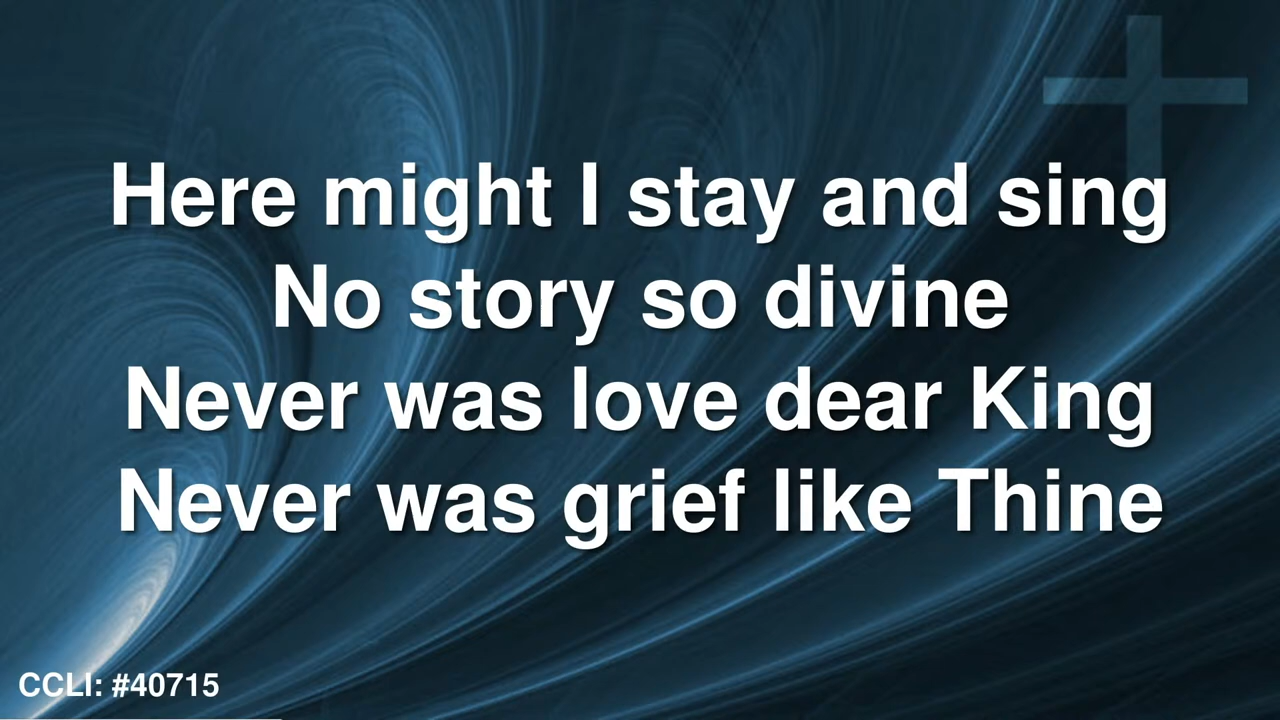 Here might I stay and sing
No story so divine
Never was love dear King
Never was grief like Thine
CCLI: #40715